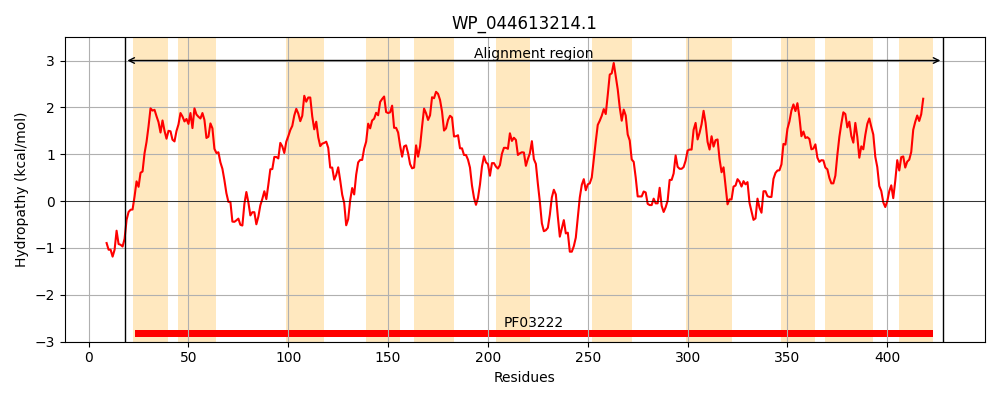 WP_044613214.1
Alignment region
3
2
1
0
−1
−2
−3
Hydropathy (kcal/mol)
PF03222
0 50 100 150 200 250 300 350 400
Residues